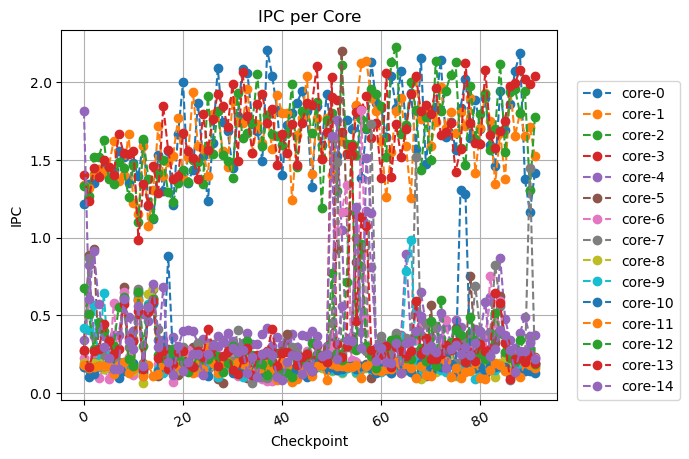 IPC per Core
IPC
2.0
1.5
1.0
0.5
0.0
0
20
40
60
80
Checkpoint
core-0
core-1
core-2
core-3
core-4
core-5
core-6
core-7
core-8
core-9
core-10
core-11
core-12
core-13
core-14